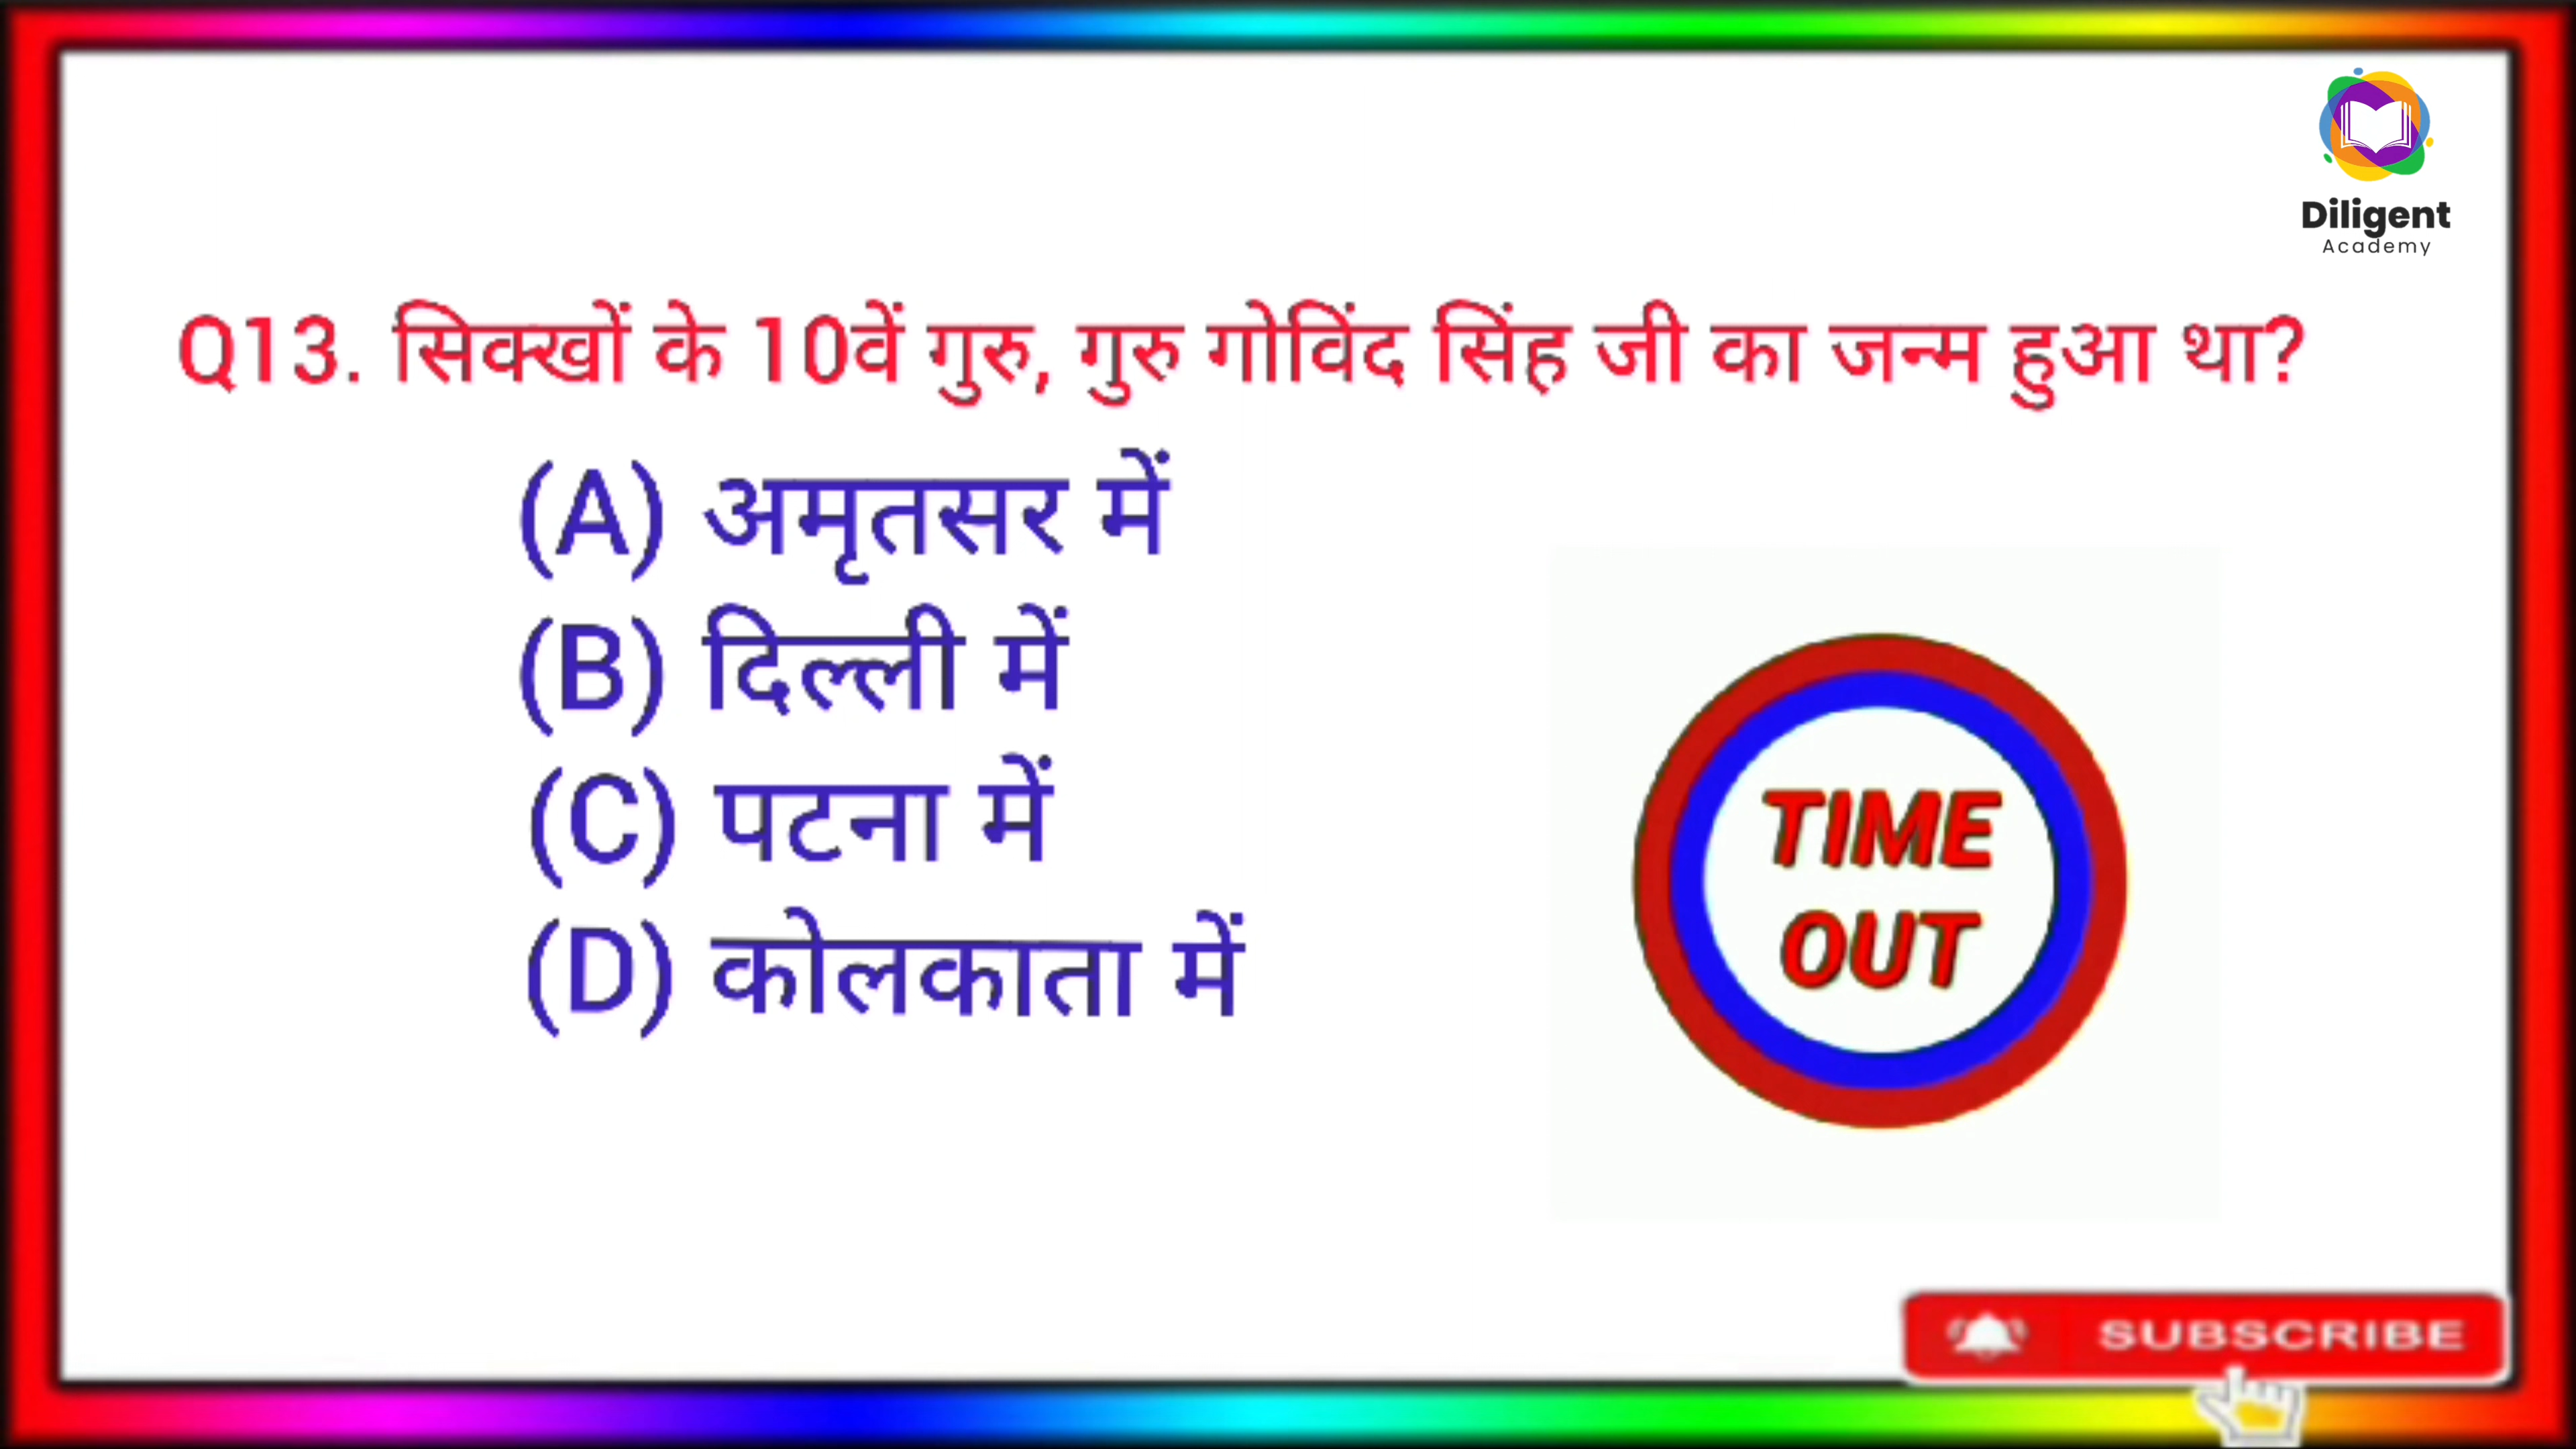 Diligent
Academy
Q13. सिक्खों के 10वें गुरु, गुरु गोविंद सिंह जी का जन्म हुआ था?
(A) अमृतसर में
(B) दिल्ली में
(C) पटना में
(D) कोलकाता में
TIME
OUT
SUBSCRIBE